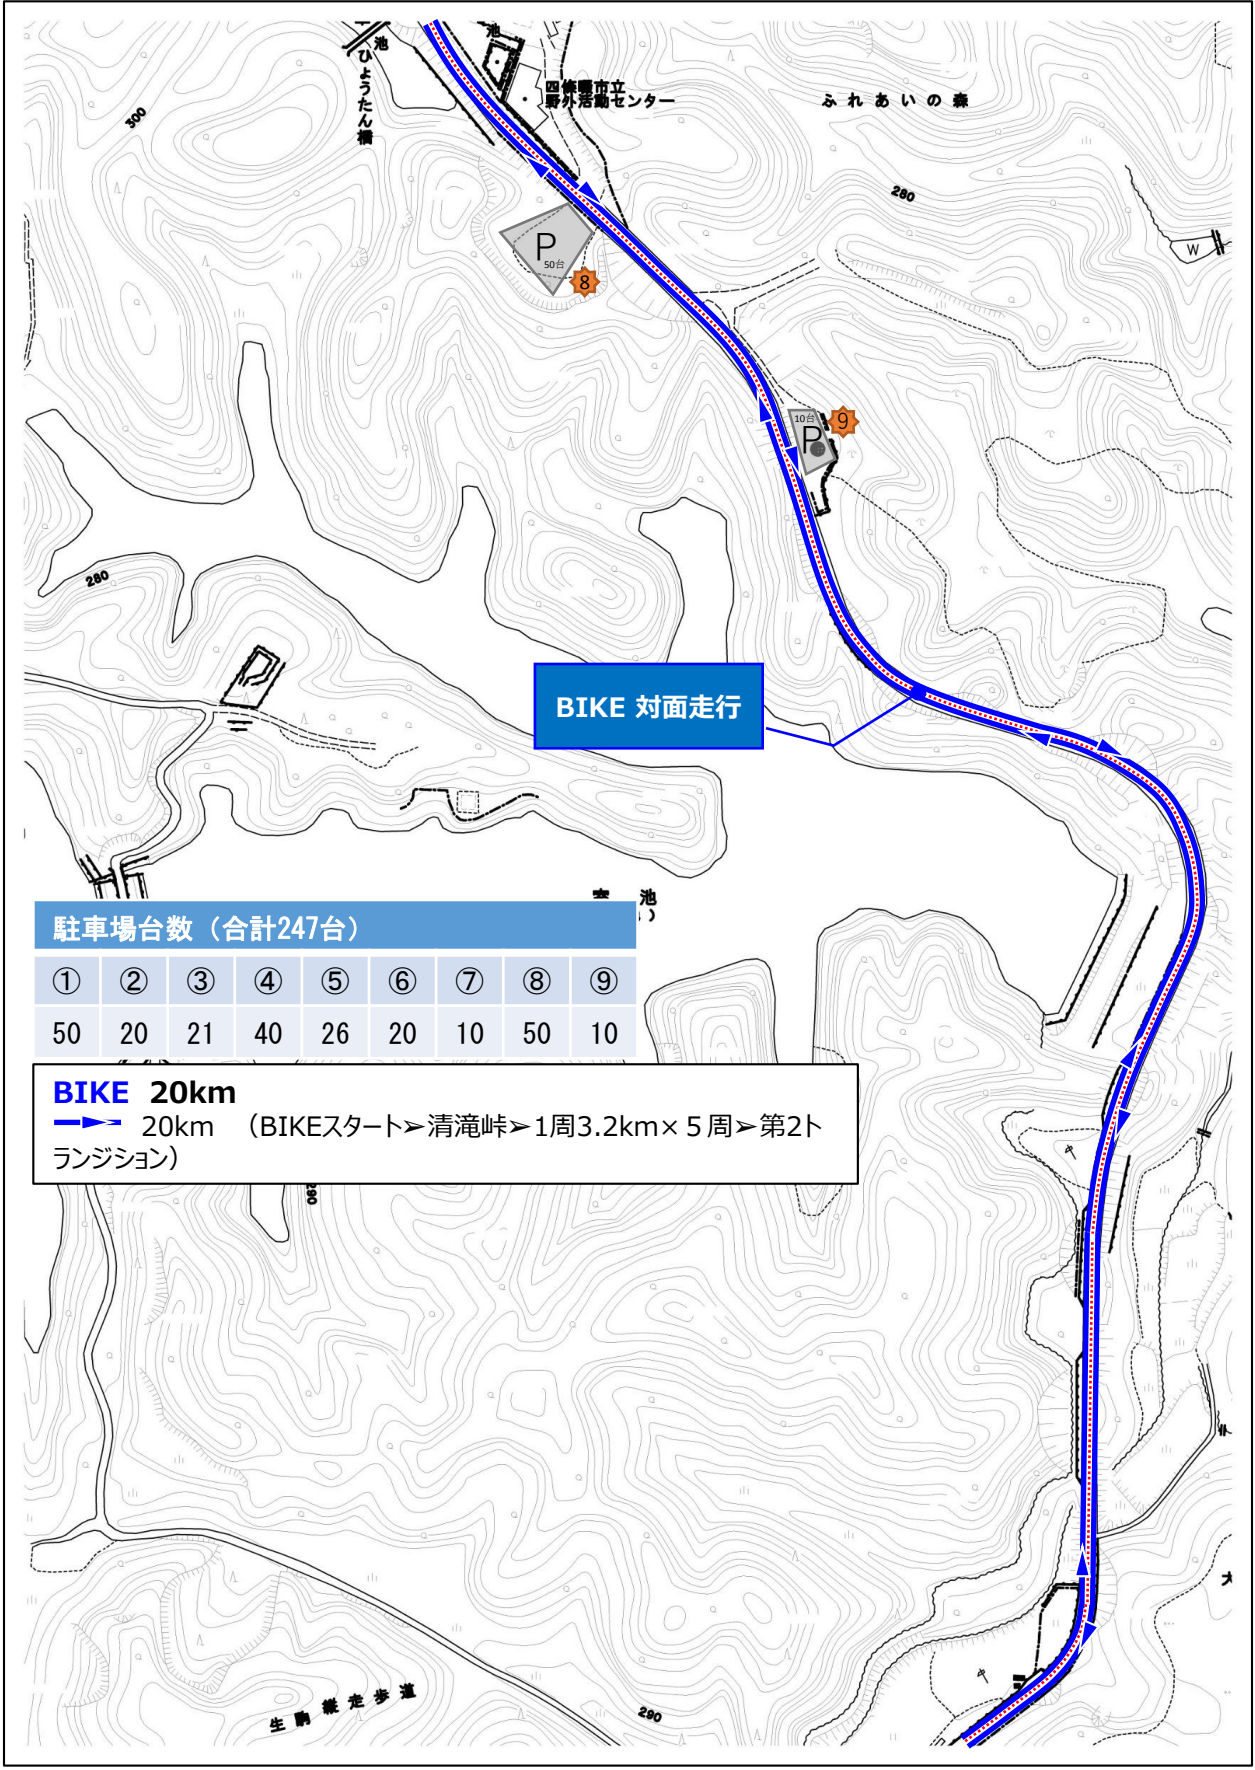 池
池
ひょうたん橋
四條畷市立
野外活動センター
ふれあいの森
300
280
W
P
50台
8
10台
P
9
280
BIKE 対面走行
池
駐車場台数（合計247台）
① ② ③ ④ ⑤ ⑥ ⑦ ⑧ ⑨
50 20 21 40 26 20 10 50 10
BIKE 20km
20km （BIKEスタート➢清滝峠➢1周3.2km×５周➢第2ト
ランジション）
290
生駒縦走歩道
290